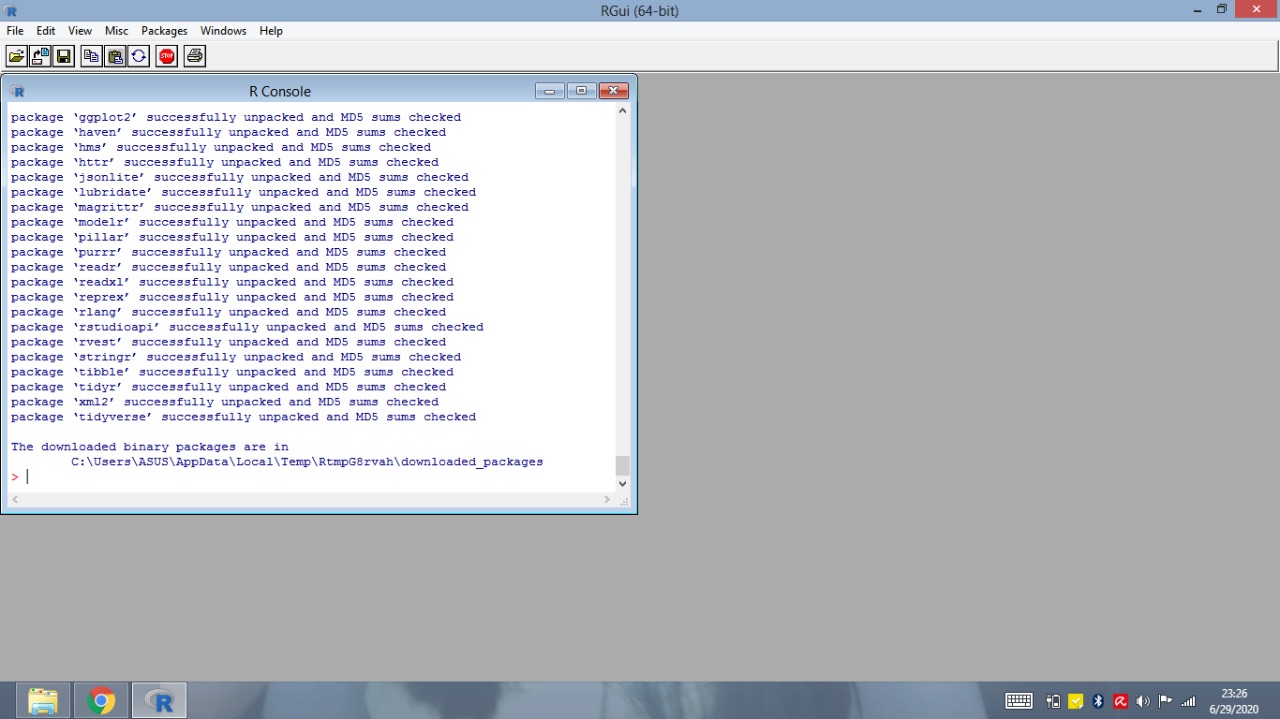 RGui (64-bit)
File Edit View Misc Packages Windows Help
STOP
R Console
package ‘ggplot2’ successfully unpacked and MD5 sums checked
package ‘haven’ successfully unpacked and MD5 sums checked
package ‘hms’ successfully unpacked and MD5 sums checked
package ‘httr’ successfully unpacked and MD5 sums checked
package ‘jsonlite’ successfully unpacked and MD5 sums checked
package ‘lubridate’ successfully unpacked and MD5 sums checked
package ‘magrittr’ successfully unpacked and MD5 sums checked
package ‘modelr’ successfully unpacked and MD5 sums checked
package ‘pillar’ successfully unpacked and MD5 sums checked
package ‘purrr’ successfully unpacked and MD5 sums checked
package ‘readr’ successfully unpacked and MD5 sums checked
package ‘readxl’ successfully unpacked and MD5 sums checked
package ‘reprex’ successfully unpacked and MD5 sums checked
package ‘rlang’ successfully unpacked and MD5 sums checked
package ‘rstudioapi’ successfully unpacked and MD5 sums checked
package ‘rvest’ successfully unpacked and MD5 sums checked
package ‘stringr’ successfully unpacked and MD5 sums checked
package ‘tibble’ successfully unpacked and MD5 sums checked
package ‘tidyr’ successfully unpacked and MD5 sums checked
package ‘xml2’ successfully unpacked and MD5 sums checked
package ‘tidyverse’ successfully unpacked and MD5 sums checked
The downloaded binary packages are in
C:\Users\ASUS\AppData\Local\Temp\RtmpG8rvah\downloaded_packages
>
23:26
6/29/2020